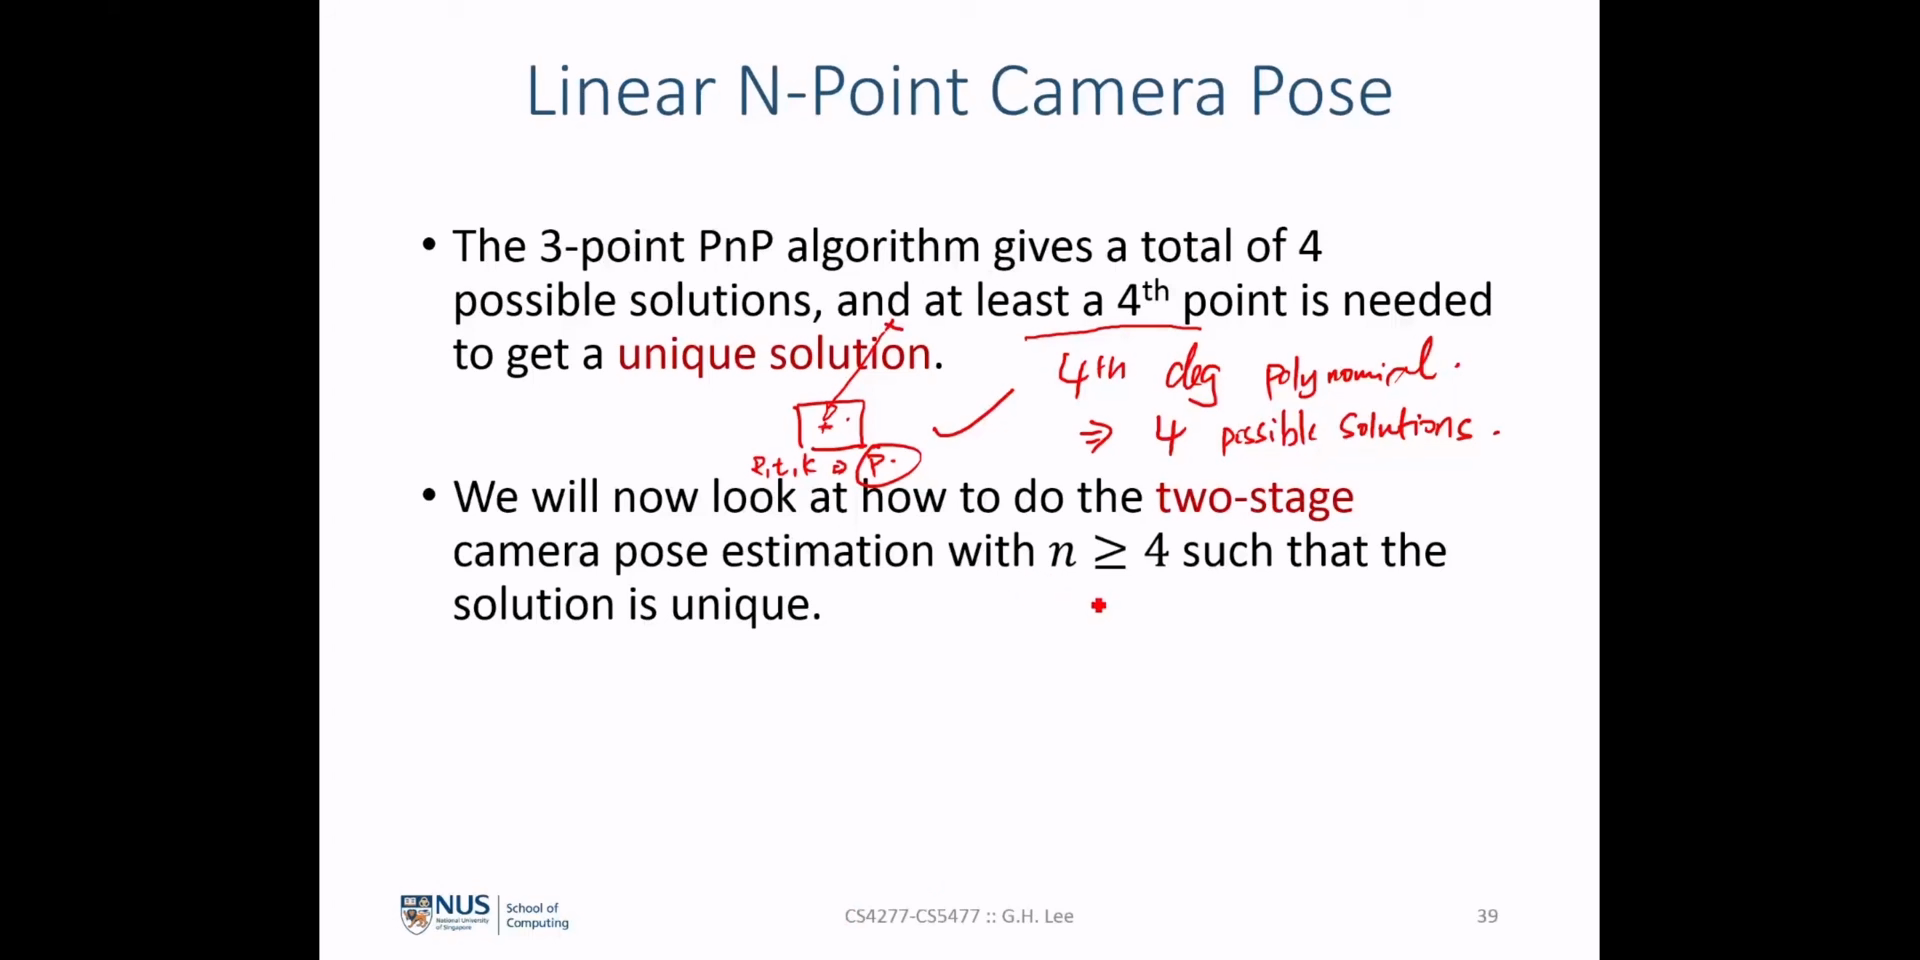 Linear N-Point Camera Pose
• The 3-point PnP algorithm gives a total of 4
possible solutions, and at least a 4th point is needed
to get a unique solution.
4th deg polynomial.
⇒ 4 possible solutions.
R,t,K ⇒ P.
• We will now look at how to do the two-stage
camera pose estimation with n ≥ 4 such that the
solution is unique.
NUS
National University
of Singapore
School of
Computing
CS4277-CS5477 :: G.H. Lee
39